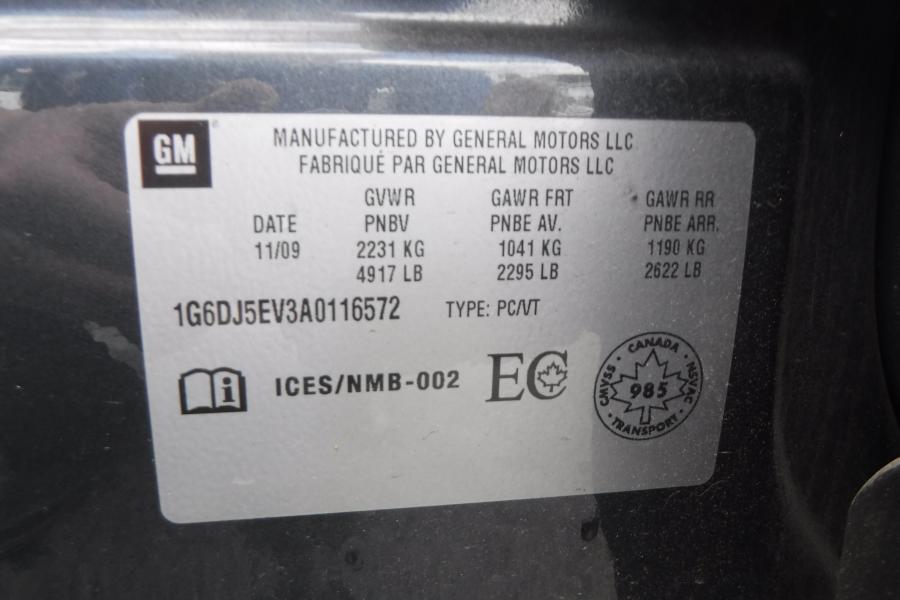 GM
MANUFACTURED BY GENERAL MOTORS LLC
FABRIQUÉ PAR GENERAL MOTORS LLC
GVWR GAWR FRT GAWR RR
DATE PNBV PNBE AV. PNBE ARR.
11/09 2231 KG 1041 KG 1190 KG
4917 LB 2295 LB 2622 LB
1G6DJ5EV3A0116572 TYPE: PC/VT
i ICES/NMB-002 EC
CANADA
CMVSS 985 NSVAC
TRANSPORT